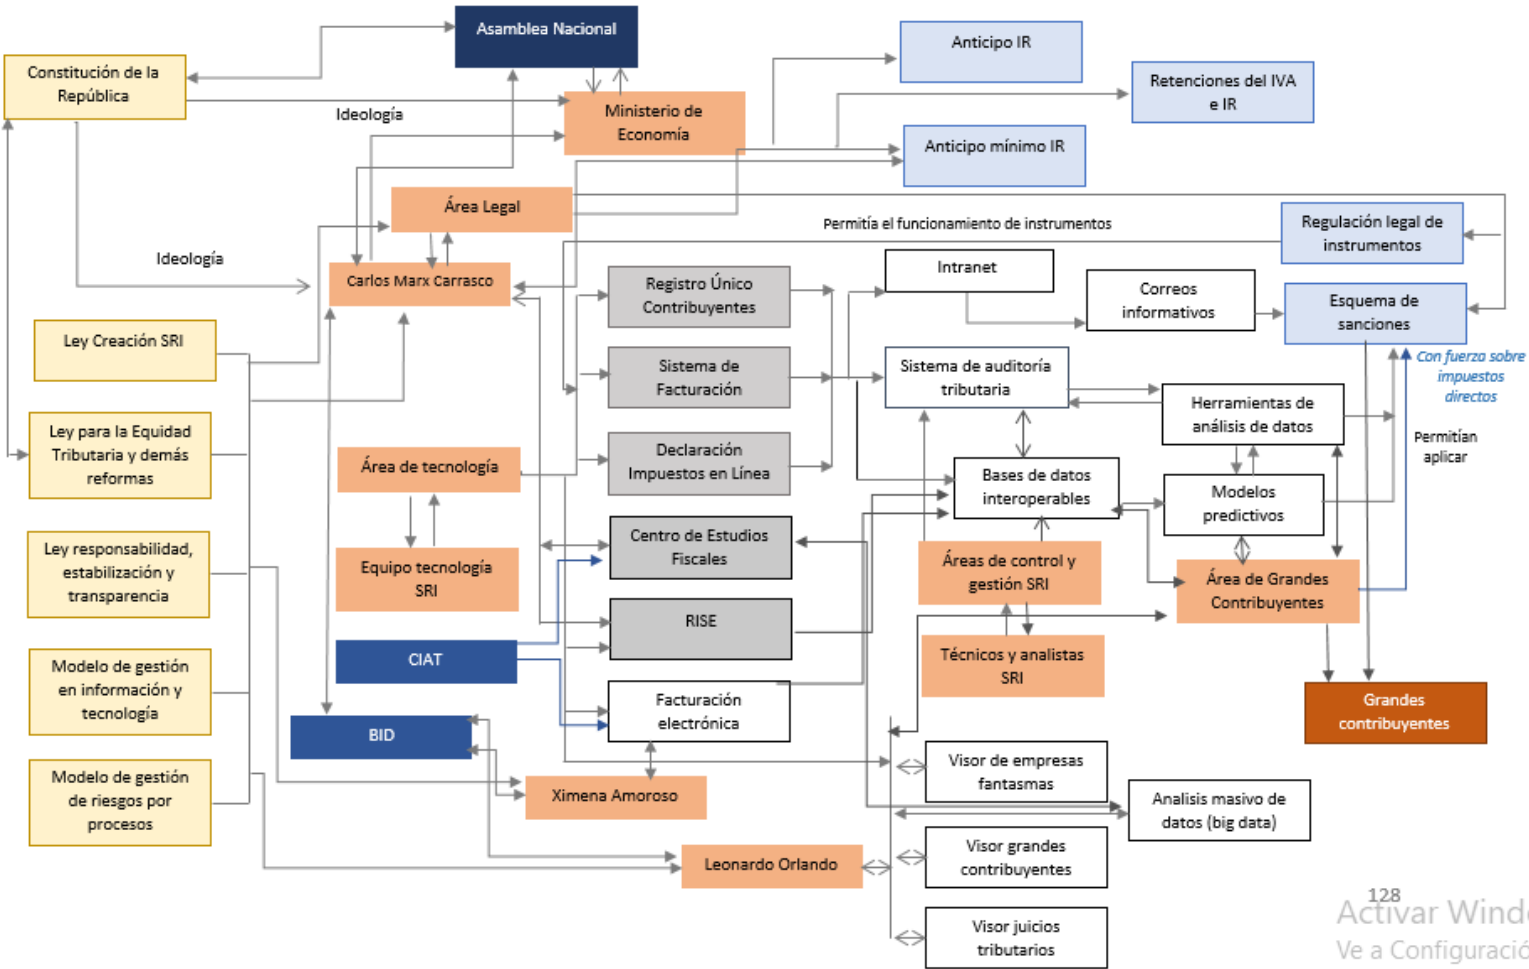 Asamblea Nacional
Anticipo IR
Constitución de la
República
Retenciones del IVA
e IR
Ideología
Ministerio de
Economía
Anticipo mínimo IR
Área Legal
Permitía el funcionamiento de instrumentos
Regulación legal de
instrumentos
Ideología
Carlos Marx Carrasco
Registro Único
Contribuyentes
Intranet
Correos
informativos
Esquema de
sanciones
Ley Creación SRI
Sistema de
Facturación
Sistema de auditoría
tributaria
Con fuerza sobre
impuestos
directos
Ley para la Equidad
Tributaria y demás
reformas
Herramientas de
análisis de datos
Permitían
aplicar
Área de tecnología
Declaración
Impuestos en Línea
Bases de datos
interoperables
Modelos
predictivos
Ley responsabilidad,
estabilización y
transparencia
Equipo tecnología
SRI
Centro de Estudios
Fiscales
Áreas de control y
gestión SRI
Área de Grandes
Contribuyentes
RISE
CIAT
Técnicos y analistas
SRI
Modelo de gestión
en información y
tecnología
Facturación
electrónica
Grandes
contribuyentes
BID
Visor de empresas
fantasmas
Modelo de gestión
de riesgos por
procesos
Ximena Amoroso
Analisis masivo de
datos (big data)
Visor grandes
contribuyentes
Leonardo Orlando
Visor juicios
tributarios
128
Activar Windo
Ve a Configuració